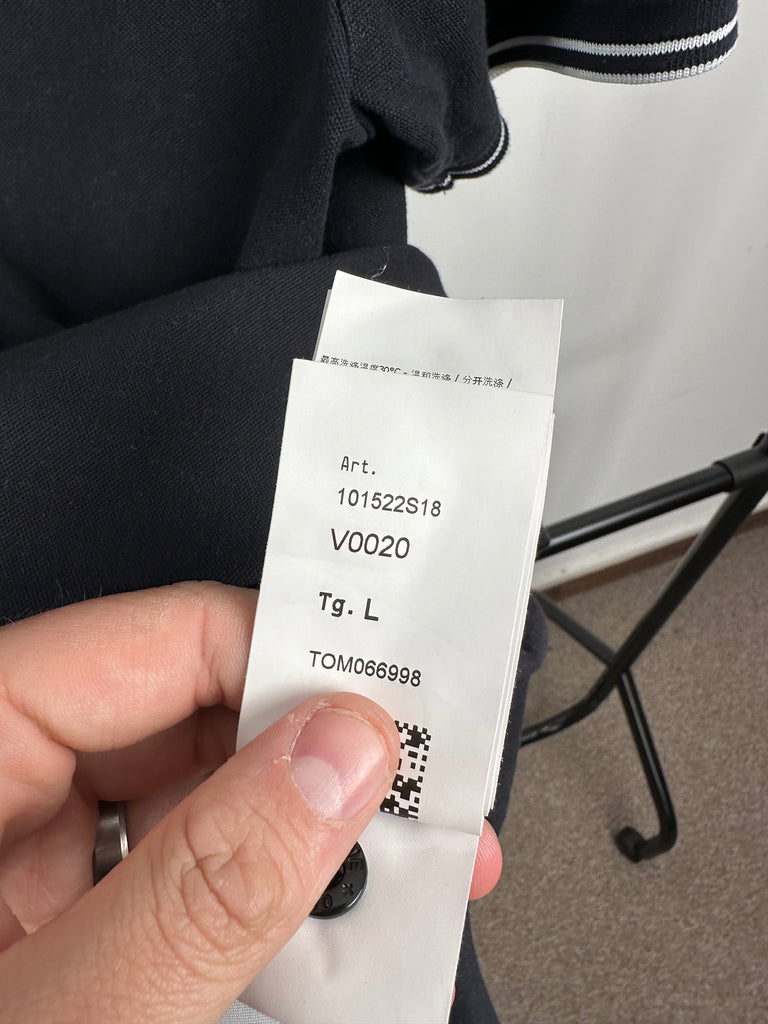 最高洗涤温度30°C - 温和洗涤 / 分开洗涤 /
Art.
101522S18
V0020
Tg. L
TOM066998